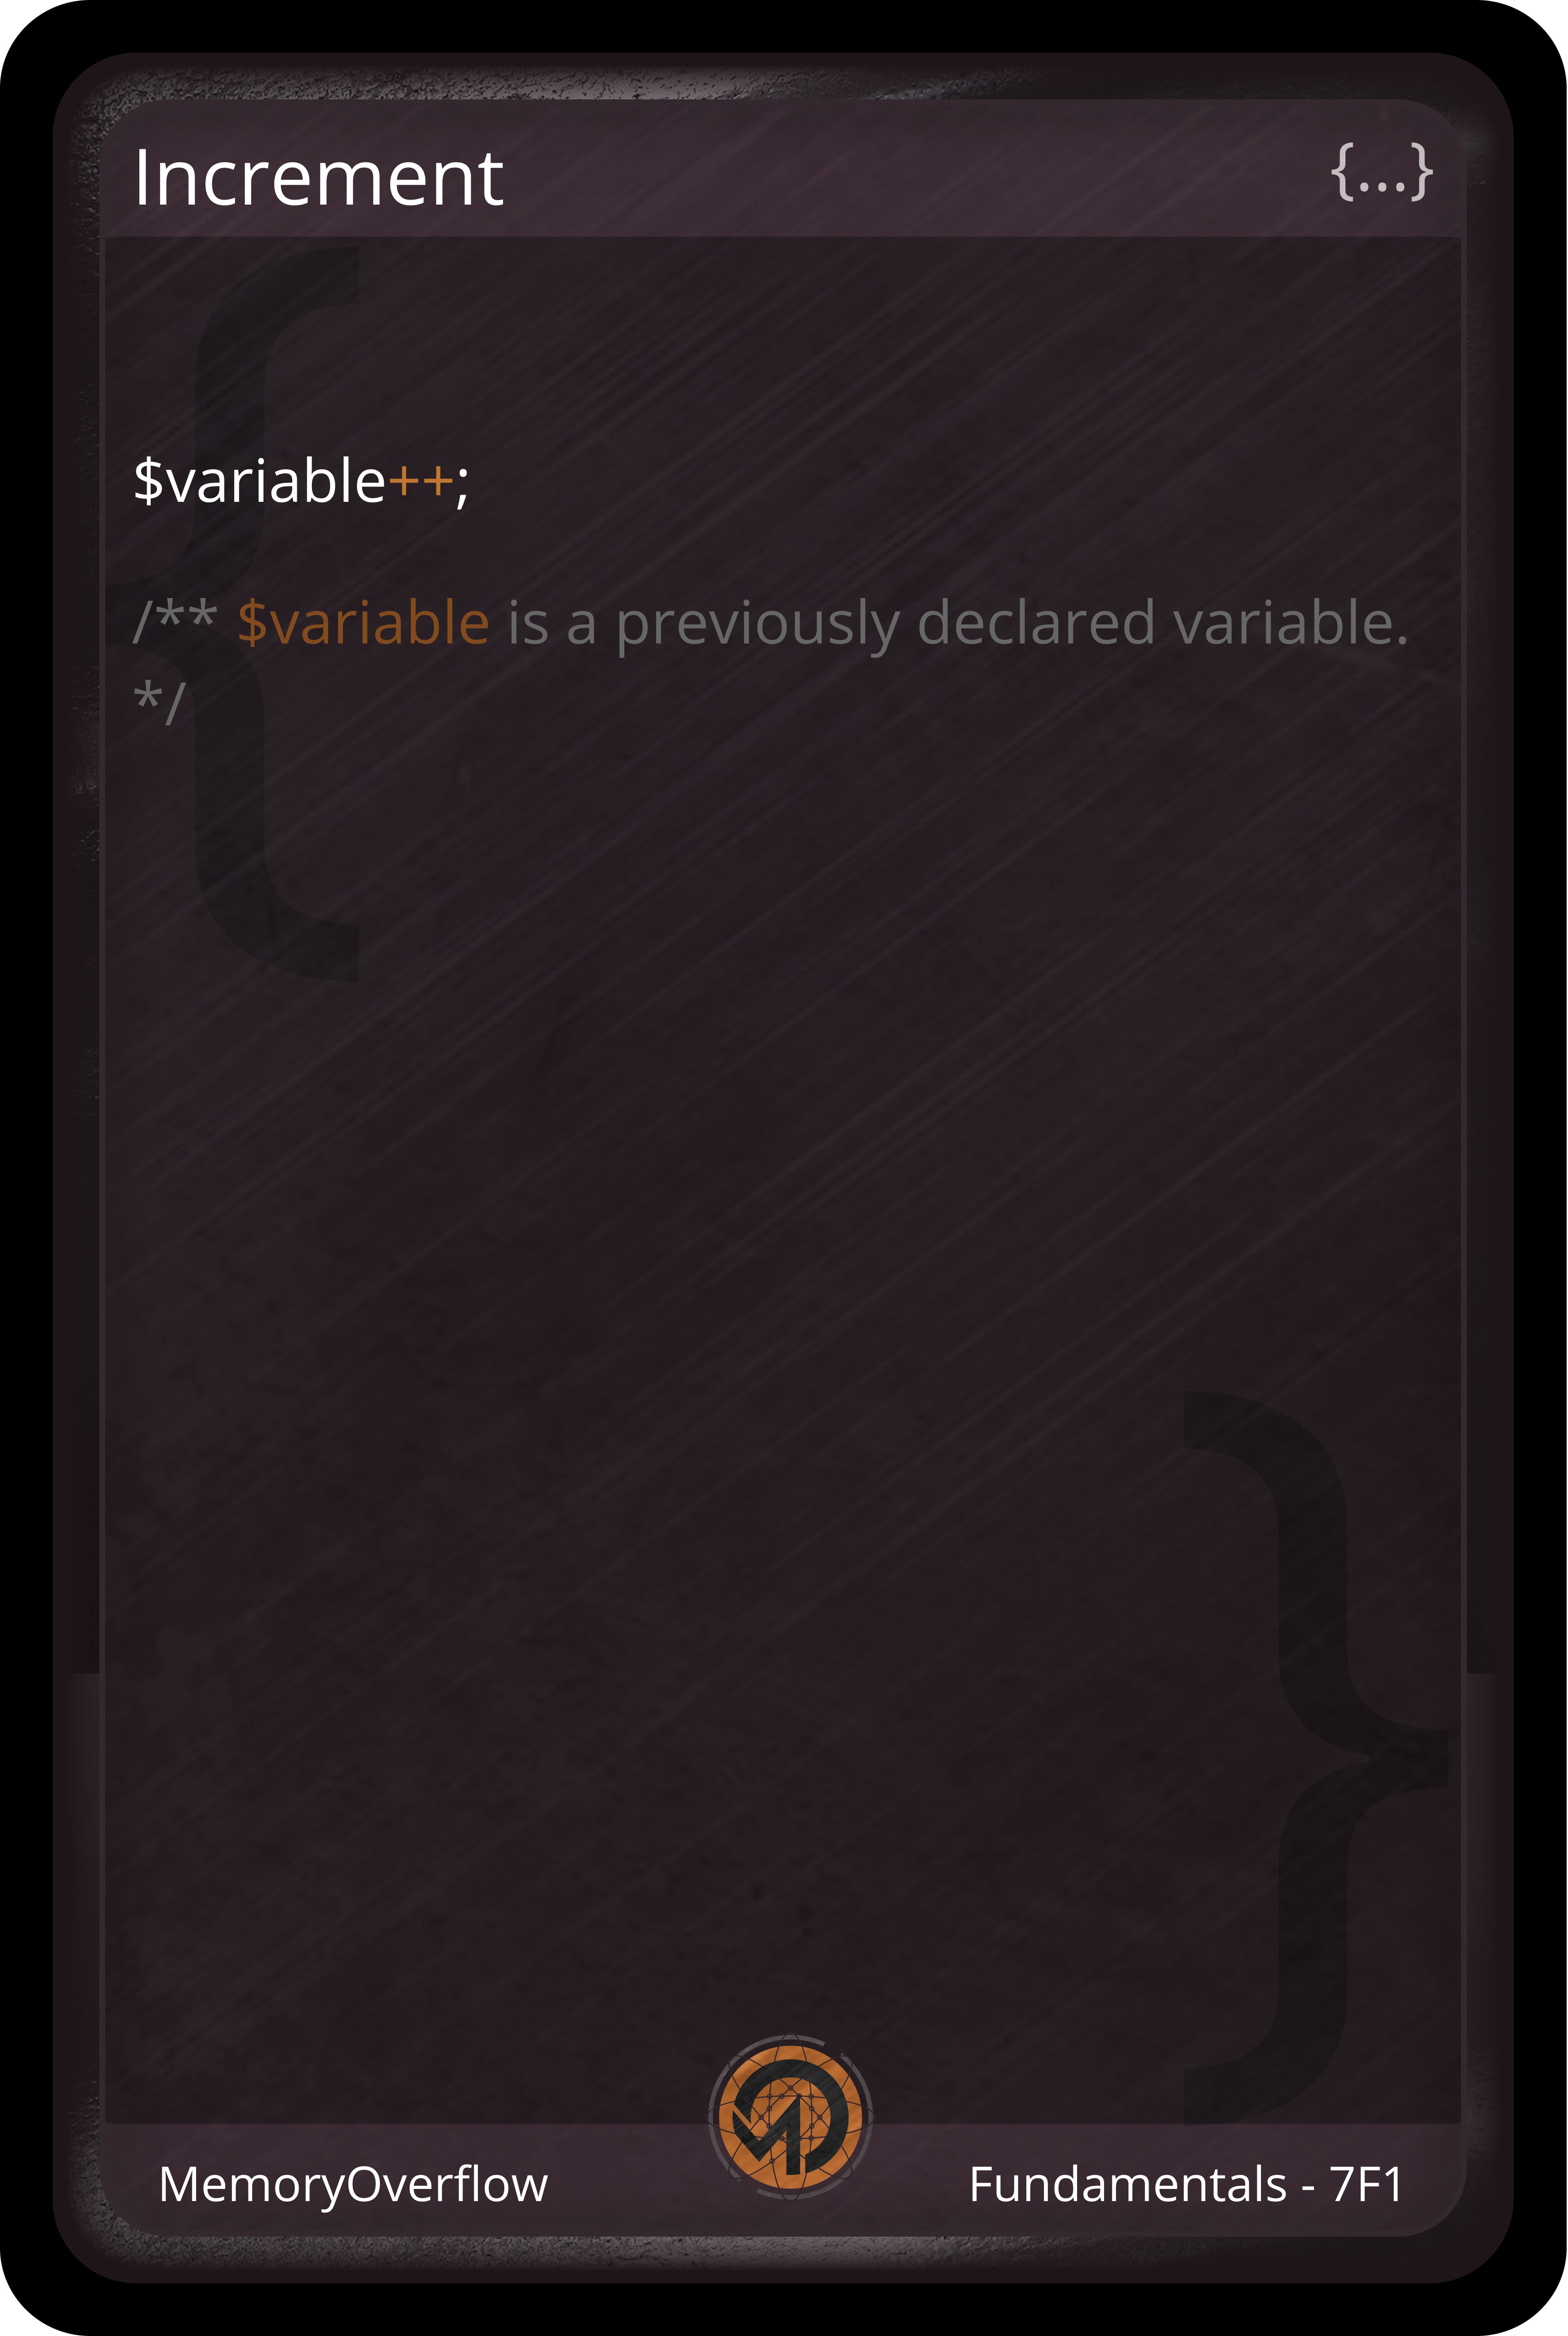 Increment
{...}
$variable++;
/** $variable is a previously declared variable.
*/
MemoryOverflow
Fundamentals - 7F1